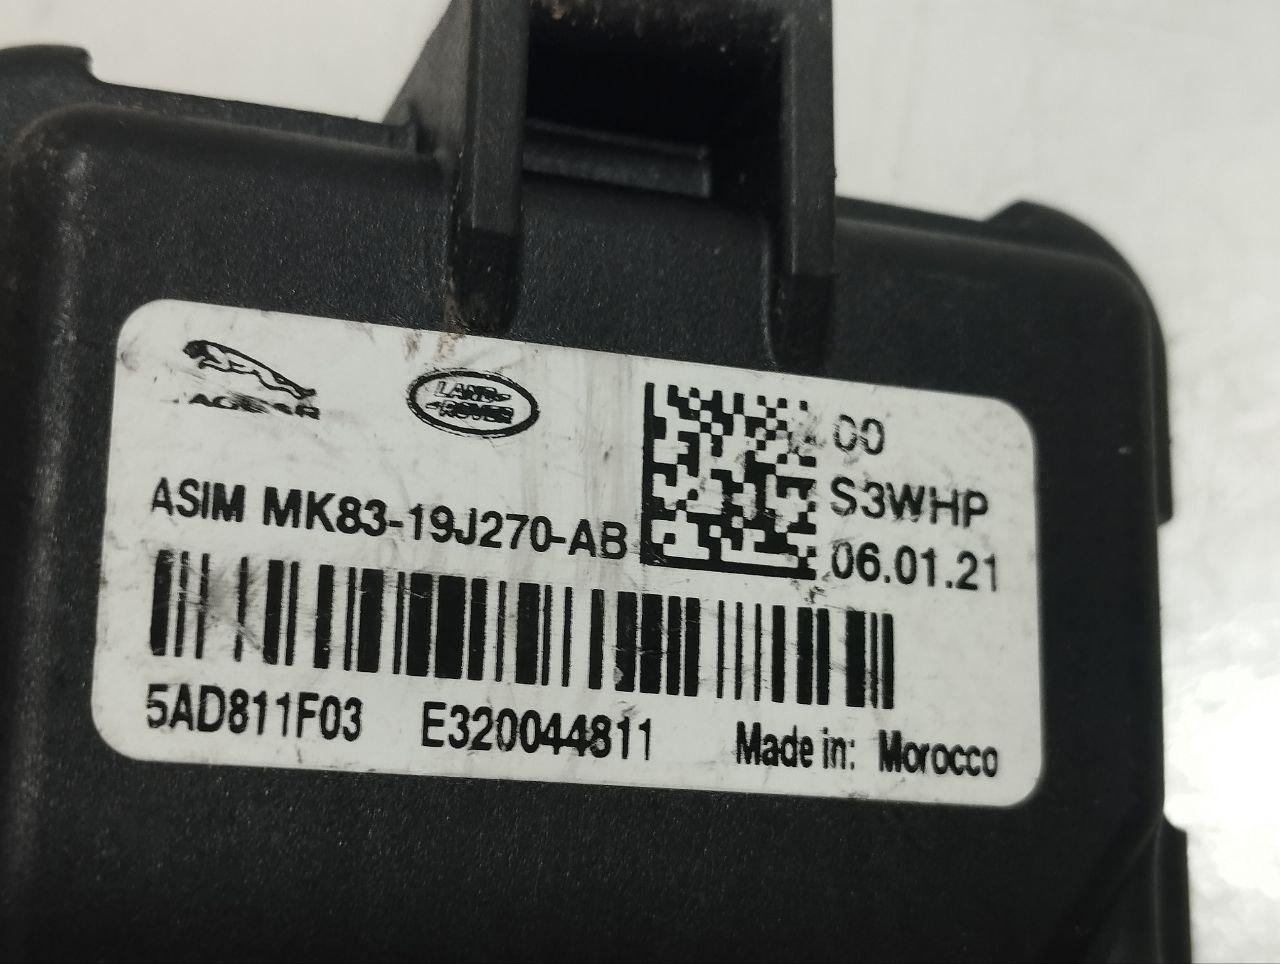 JAGUAR
LAND-
ROVER
00
S3WHP
06.01.21
ASIM MK83-19J270-AB
5AD811F03 E320044811 Made in: Morocco